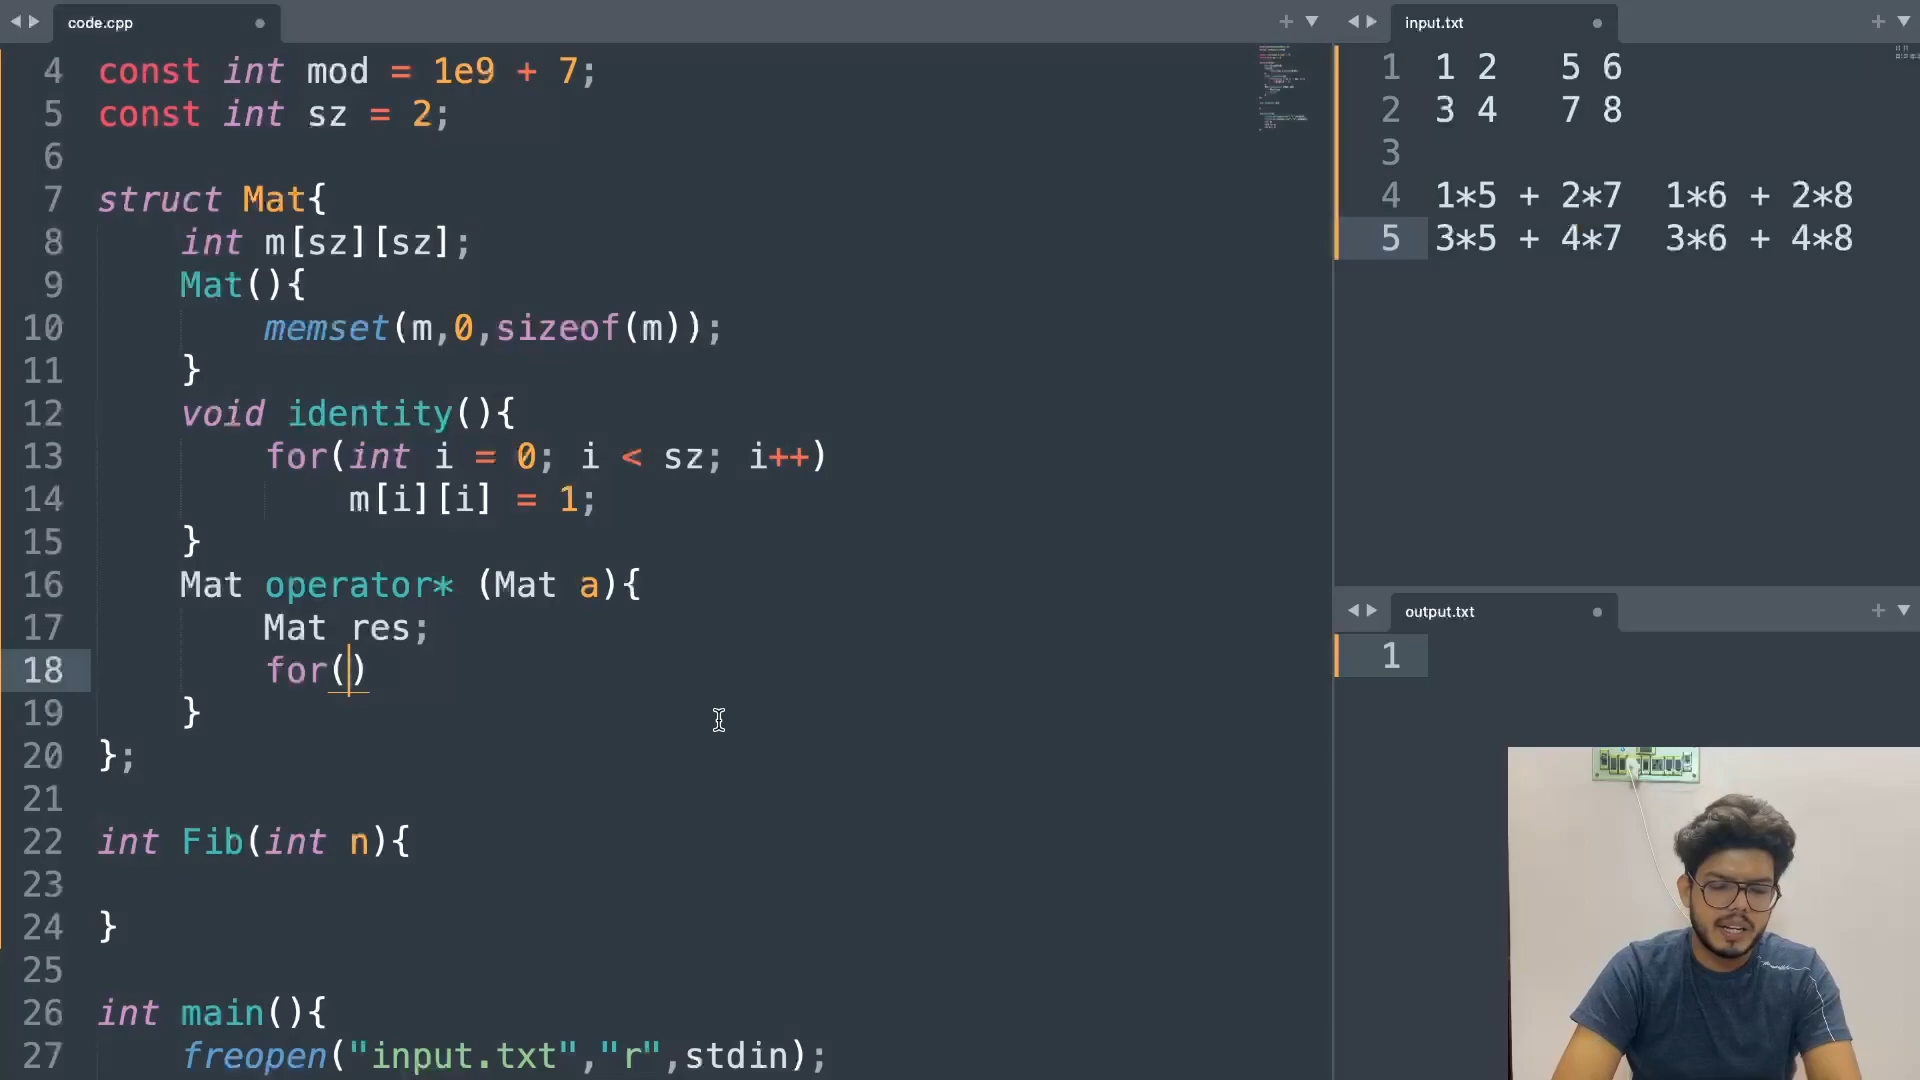 code.cpp
4 const int mod = 1e9 + 7;
5 const int sz = 2;
6
7 struct Mat{
8 int m[sz][sz];
9 Mat(){
10 memset(m,0,sizeof(m));
11 }
12 void identity(){
13 for(int i = 0; i < sz; i++)
14 m[i][i] = 1;
15 }
16 Mat operator* (Mat a){
17 Mat res;
18 for()
19 }
20 };
21
22 int Fib(int n){
23
24 }
25
26 int main(){
27 freopen("input.txt","r",stdin);
input.txt
1 1 2 5 6
2 3 4 7 8
3
4 1*5 + 2*7 1*6 + 2*8
5 3*5 + 4*7 3*6 + 4*8
output.txt
1